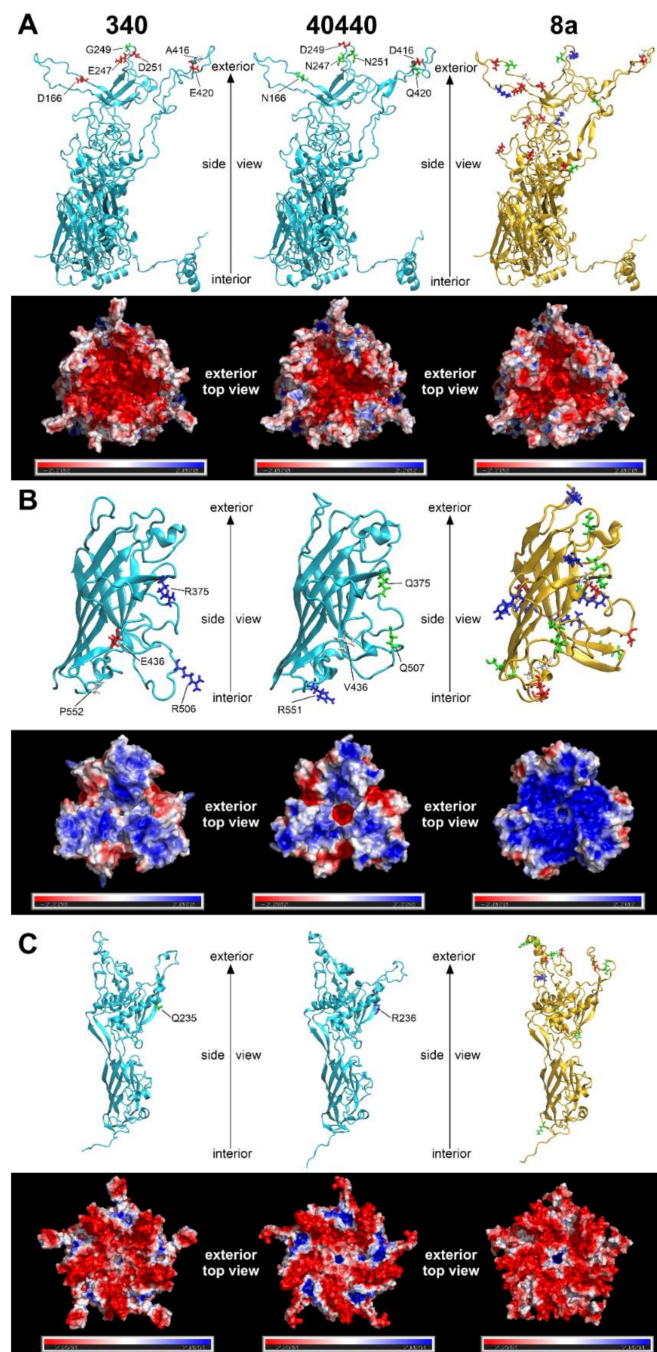 A 340 40440 8a
G249 A416 D249 D416
E247 D251 N247 N251
D166 E420 N166 Q420
exterior exterior
side view side view
interior interior
exterior top view exterior top view
B
exterior exterior
R375 Q375
side view side view
E436 V436 Q507
P552 R506 interior R551 interior
exterior top view exterior top view
C
exterior exterior
Q235 R236
side view side view
interior interior
exterior top view exterior top view